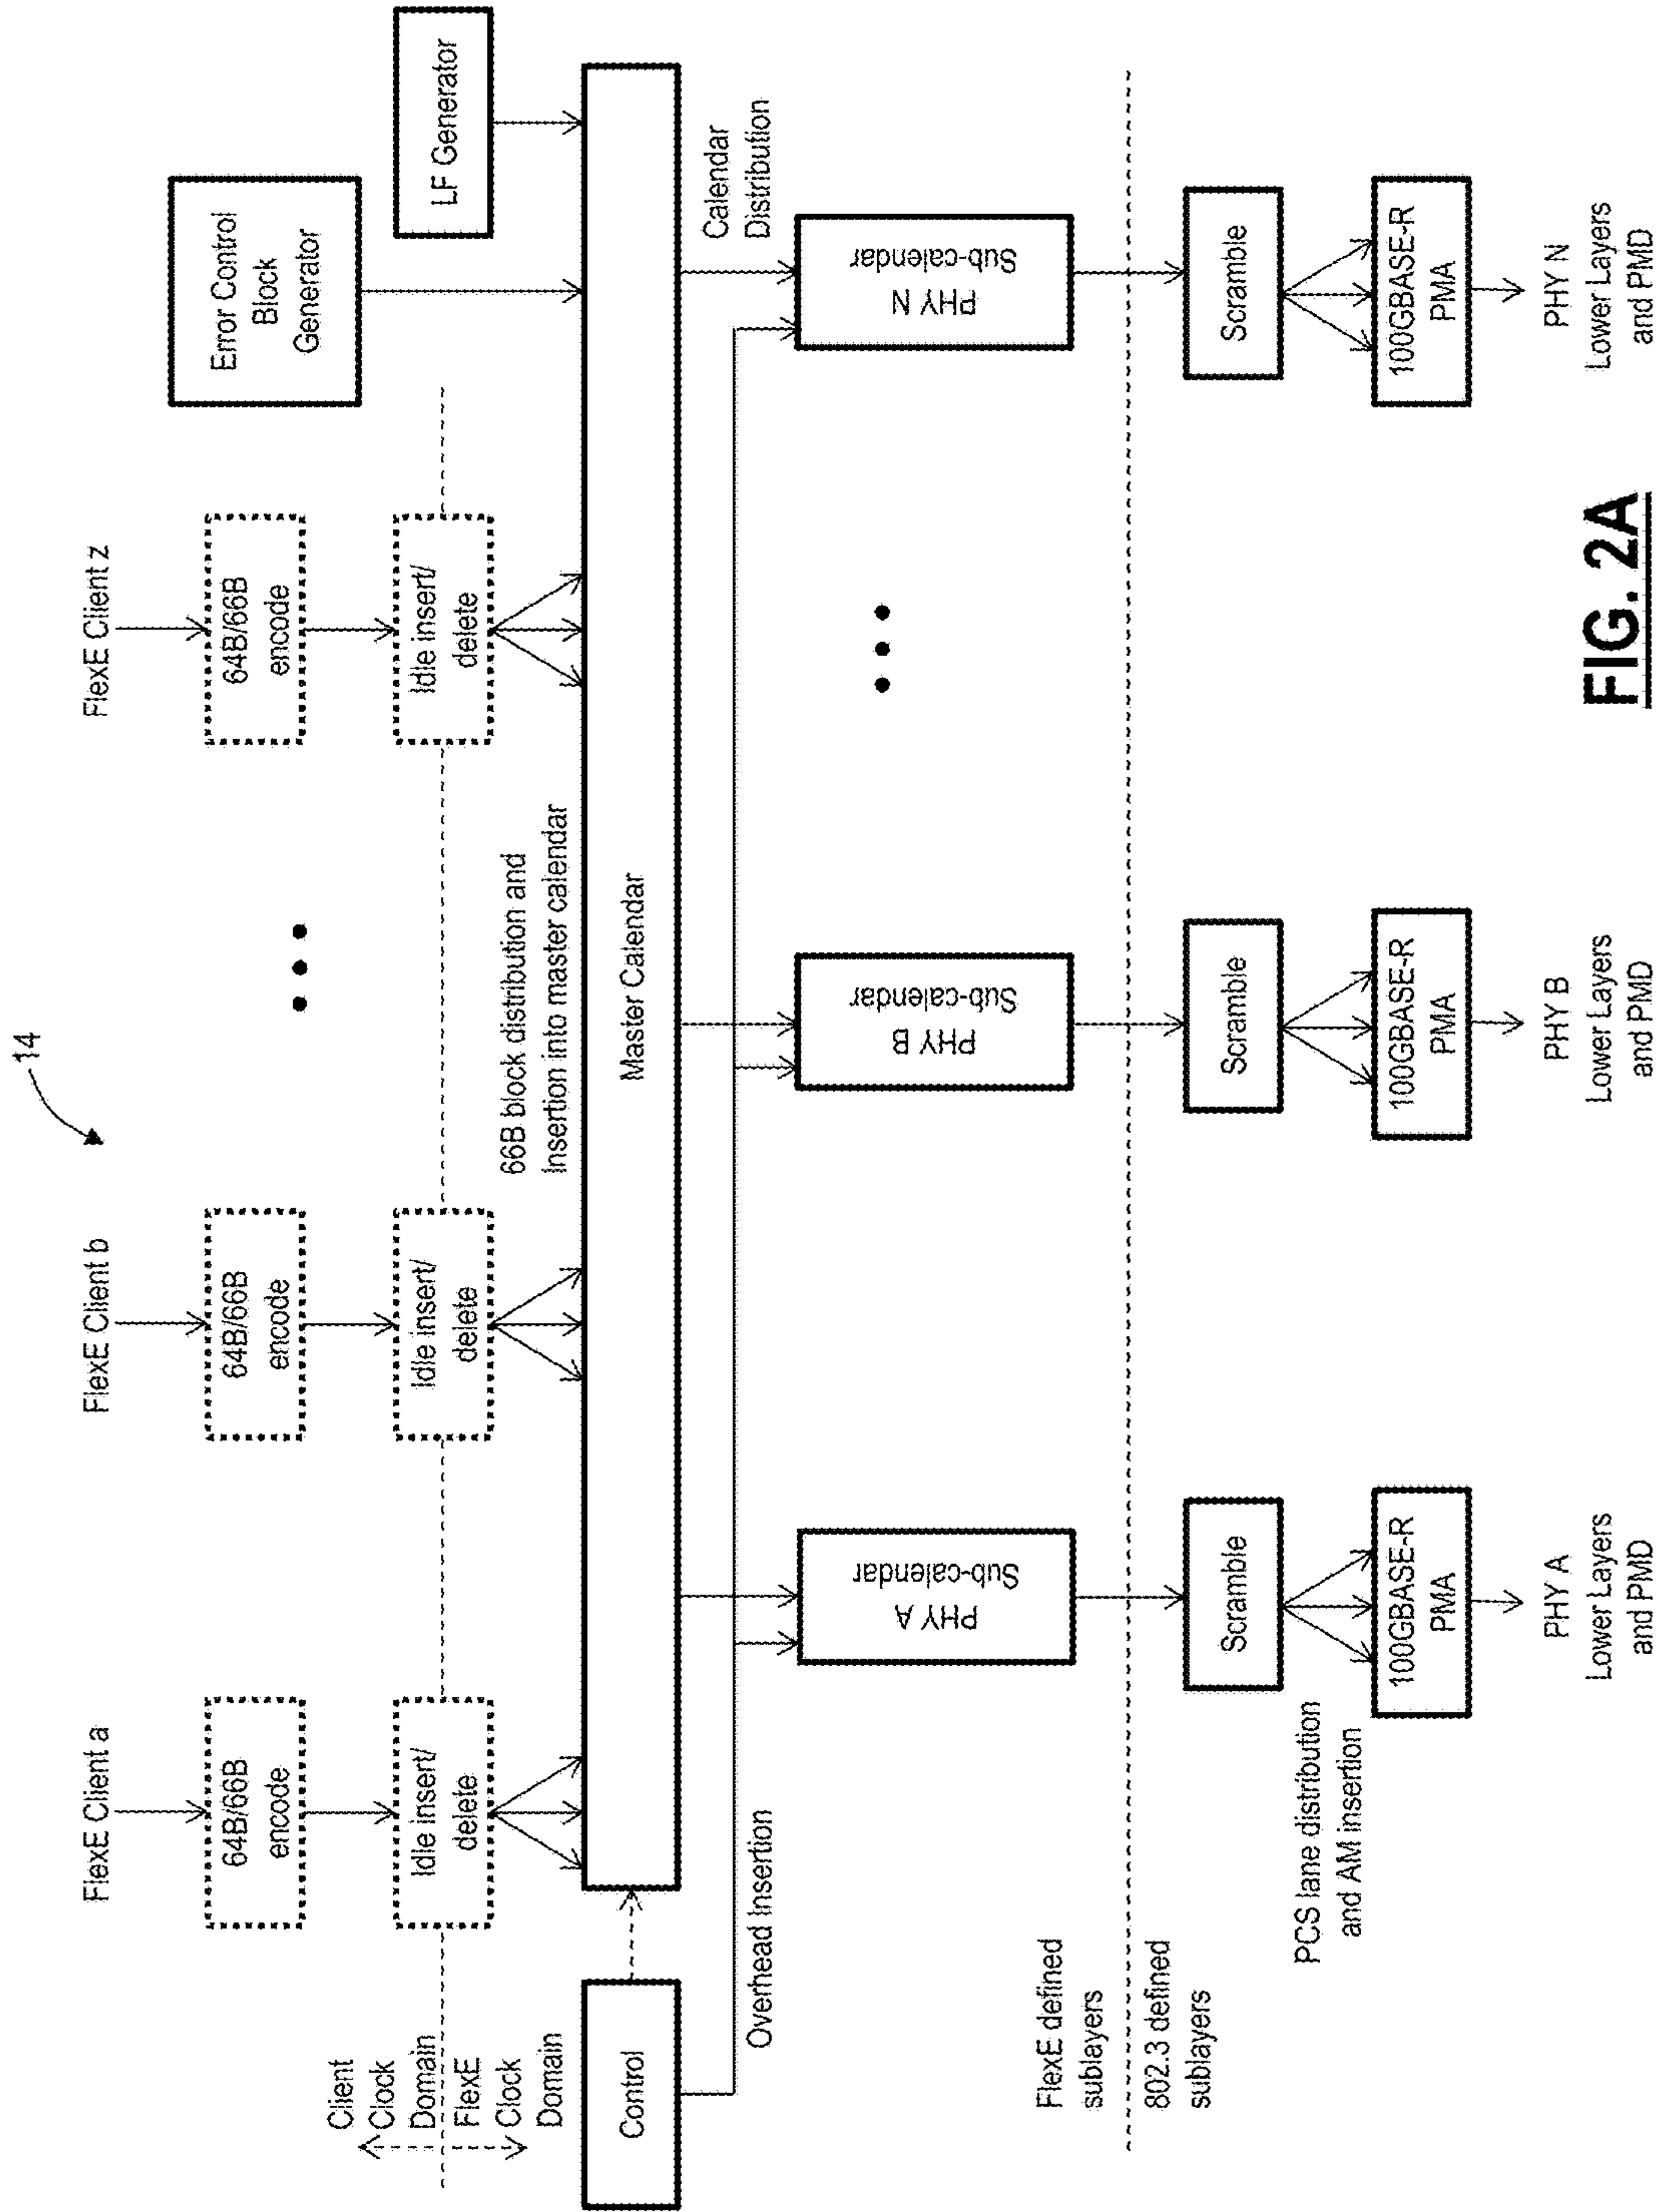 14
FlexE Client a
FlexE Client b
FlexE Client z
64B/66B
encode
64B/66B
encode
64B/66B
encode
Error Control
Block
Generator
LF Generator
Client
Clock
Domain
FlexE
Clock
Domain
Idle insert/
delete
Idle insert/
delete
Idle insert/
delete
66B block distribution and
Insertion into master calendar
Control
Master Calendar
Overhead Insertion
Calendar
Distribution
PHY A
Sub-calendar
PHY B
Sub-calendar
PHY N
Sub-calendar
FlexE defined
sublayers
802.3 defined
sublayers
Scramble
Scramble
Scramble
PCS lane distribution
and AM insertion
100GBASE-R
PMA
100GBASE-R
PMA
100GBASE-R
PMA
PHY A
Lower Layers
and PMD
PHY B
Lower Layers
and PMD
PHY N
Lower Layers
and PMD
FIG. 2A